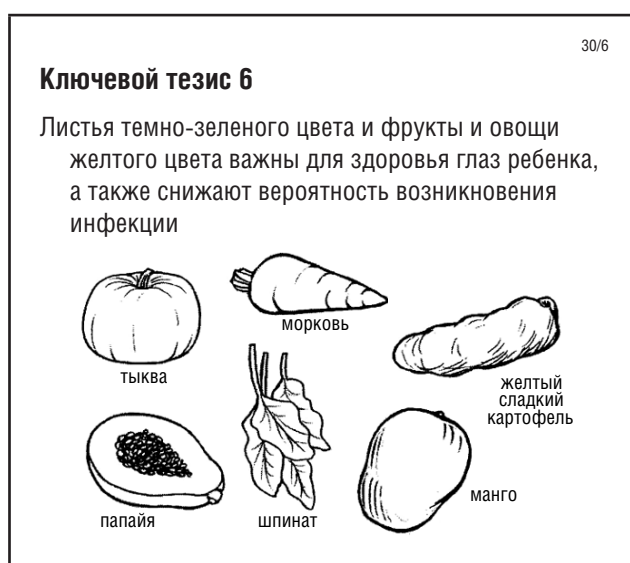 30/6
Ключевой тезис 6
Листья темно-зеленого цвета и фрукты и овощи
желтого цвета важны для здоровья глаз ребенка,
а также снижают вероятность возникновения
инфекции
морковь
тыква
желтый
сладкий
картофель
папайя
шпинат
манго